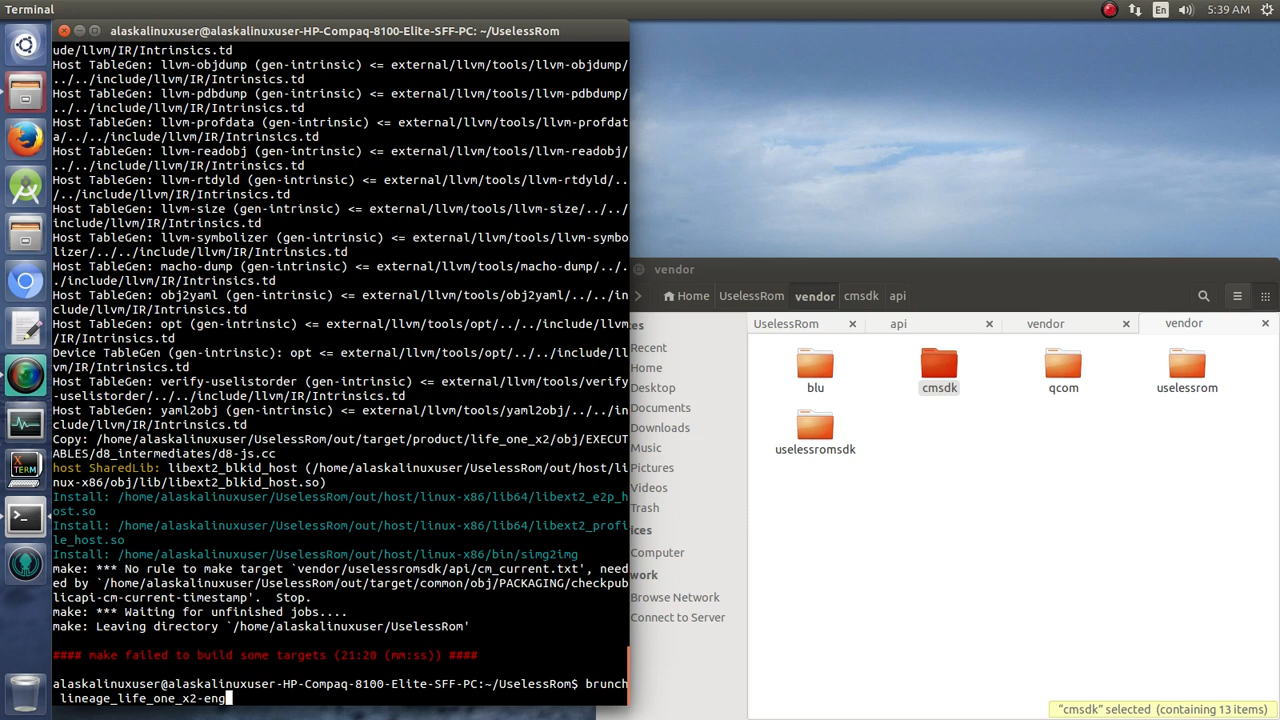 Terminal
En
5:39 AM
alaskalinuxuser@alaskalinuxuser-HP-Compaq-8100-Elite-SFF-PC: ~/UselessRom
ude/llvm/IR/Intrinsics.td
Host TableGen: llvm-objdump (gen-intrinsic) <= external/llvm/tools/llvm-objdump/
../../include/llvm/IR/Intrinsics.td
Host TableGen: llvm-pdbdump (gen-intrinsic) <= external/llvm/tools/llvm-pdbdump/
../../include/llvm/IR/Intrinsics.td
Host TableGen: llvm-profdata (gen-intrinsic) <= external/llvm/tools/llvm-profdat
a/../../include/llvm/IR/Intrinsics.td
Host TableGen: llvm-readobj (gen-intrinsic) <= external/llvm/tools/llvm-readobj/
../../include/llvm/IR/Intrinsics.td
Host TableGen: llvm-rtdyld (gen-intrinsic) <= external/llvm/tools/llvm-rtdyld/..
/../include/llvm/IR/Intrinsics.td
Host TableGen: llvm-size (gen-intrinsic) <= external/llvm/tools/llvm-size/../../
include/llvm/IR/Intrinsics.td
Host TableGen: llvm-symbolizer (gen-intrinsic) <= external/llvm/tools/llvm-symbo
lizer/../../include/llvm/IR/Intrinsics.td
Host TableGen: macho-dump (gen-intrinsic) <= external/llvm/tools/macho-dump/../.
./include/llvm/IR/Intrinsics.td
Host TableGen: obj2yaml (gen-intrinsic) <= external/llvm/tools/obj2yaml/../../in
clude/llvm/IR/Intrinsics.td
Host TableGen: opt (gen-intrinsic) <= external/llvm/tools/opt/../../include/llvm
/IR/Intrinsics.td
Device TableGen (gen-intrinsic): opt <= external/llvm/tools/opt/../../include/ll
vm/IR/Intrinsics.td
Host TableGen: verify-uselistorder (gen-intrinsic) <= external/llvm/tools/verify
-uselistorder/../../include/llvm/IR/Intrinsics.td
Host TableGen: yaml2obj (gen-intrinsic) <= external/llvm/tools/yaml2obj/../../in
clude/llvm/IR/Intrinsics.td
Copy: /home/alaskalinuxuser/UselessRom/out/target/product/life_one_x2/obj/EXECUT
ABLES/d8_intermediates/d8-js.cc
host SharedLib: libext2_blkid_host (/home/alaskalinuxuser/UselessRom/out/host/li
nux-x86/obj/lib/libext2_blkid_host.so)
Install: /home/alaskalinuxuser/UselessRom/out/host/linux-x86/lib64/libext2_e2p_h
ost.so
Install: /home/alaskalinuxuser/UselessRom/out/host/linux-x86/lib64/libext2_profi
le_host.so
Install: /home/alaskalinuxuser/UselessRom/out/host/linux-x86/bin/simg2img
make: *** No rule to make target `vendor/uselessromsdk/api/cm_current.txt', need
ed by `/home/alaskalinuxuser/UselessRom/out/target/common/obj/PACKAGING/checkpub
licapi-cm-current-timestamp'.  Stop.
make: *** Waiting for unfinished jobs....
make: Leaving directory `/home/alaskalinuxuser/UselessRom'
#### make failed to build some targets (21:20 (mm:ss)) ####
alaskalinuxuser@alaskalinuxuser-HP-Compaq-8100-Elite-SFF-PC:~/UselessRom$ brunch
lineage_life_one_x2-eng
XTERM
vendor
Home UselessRom vendor cmsdk api
UselessRom api vendor vendor
ces
Recent
Home
Desktop
Documents
Downloads
Music
Pictures
Videos
Trash
ices
Computer
work
Browse Network
Connect to Server
blu
cmsdk
qcom
uselessrom
uselessromsdk
“cmsdk” selected (containing 13 items)